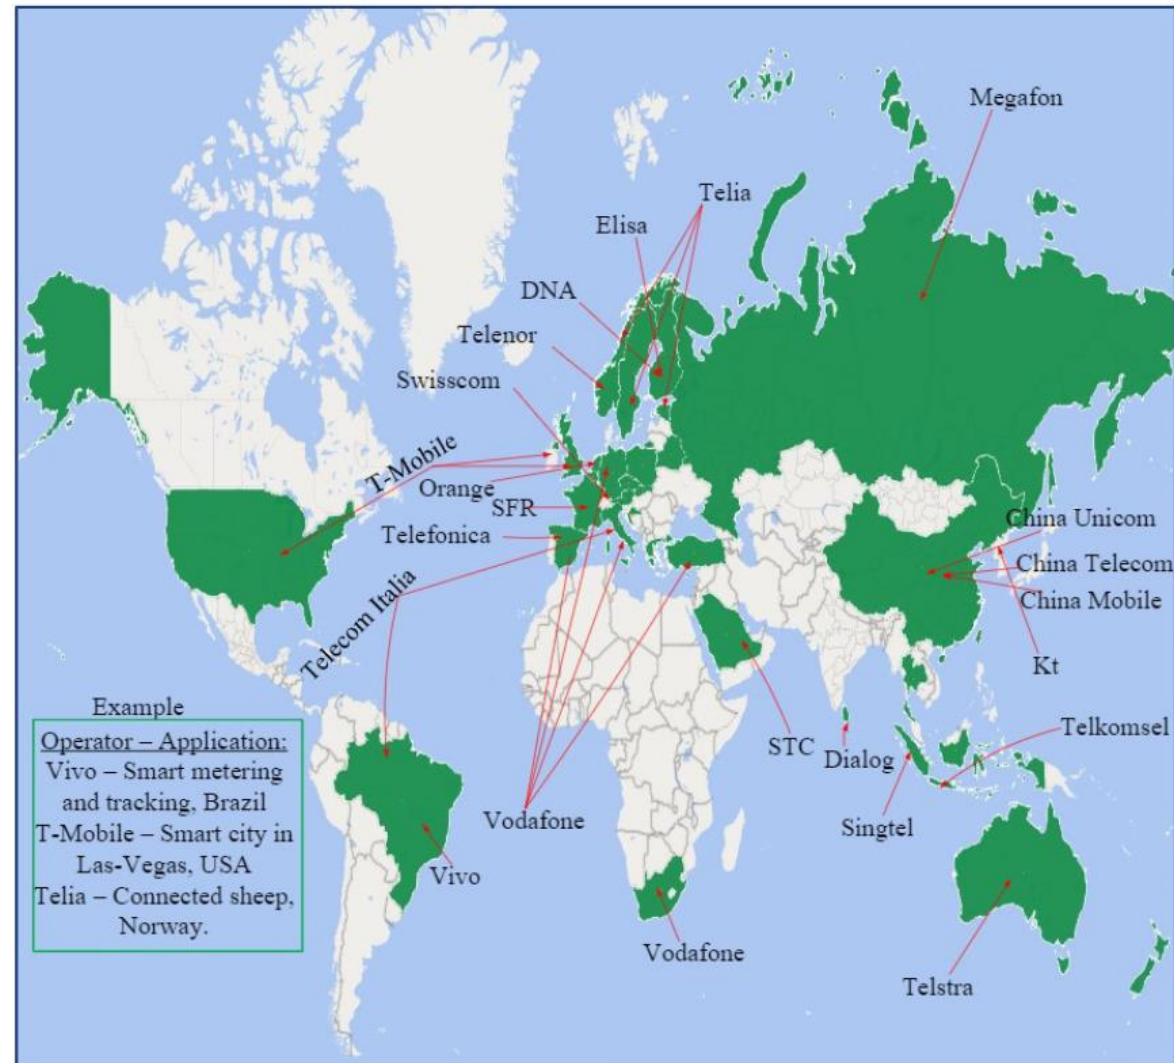 Megafon
Telia
Elisa
DNA
Telenor
Swisscom
T-Mobile
Orange
SFR
Telefonica
China Unicom
China Telecom
China Mobile
Telecom Italia
Kt
Example
Operator – Application:
Vivo – Smart metering
and tracking, Brazil
T-Mobile – Smart city in
Las-Vegas, USA
Telia – Connected sheep,
Norway.
STC
Dialog
Telkomsel
Vodafone
Singtel
Vivo
Vodafone
Telstra